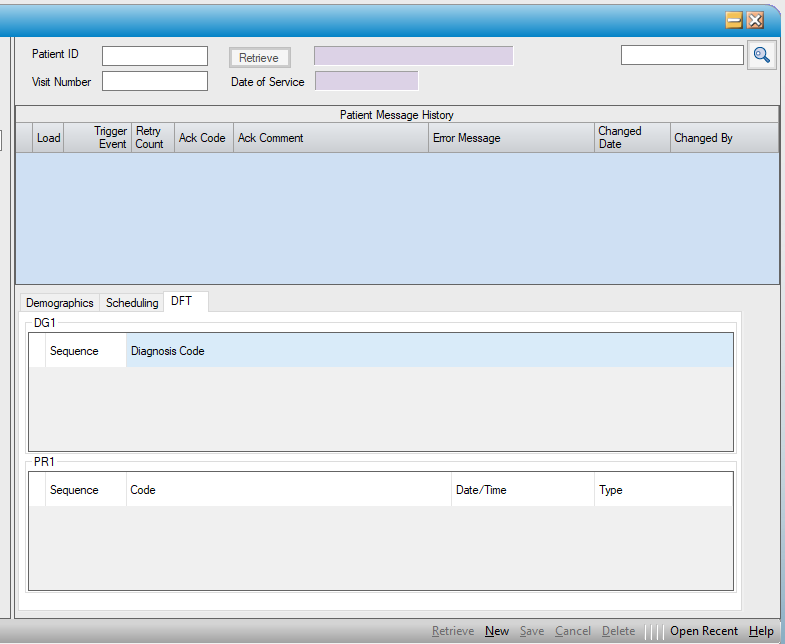 Patient ID
Retrieve
Visit Number
Date of Service
Patient Message History
Load
Trigger
Event
Retry
Count
Ack Code
Ack Comment
Error Message
Changed
Date
Changed By
Demographics
Scheduling
DFT
DG1
Sequence
Diagnosis Code
PR1
Sequence
Code
Date/Time
Type
Retrieve
New
Save
Cancel
Delete
Open Recent
Help